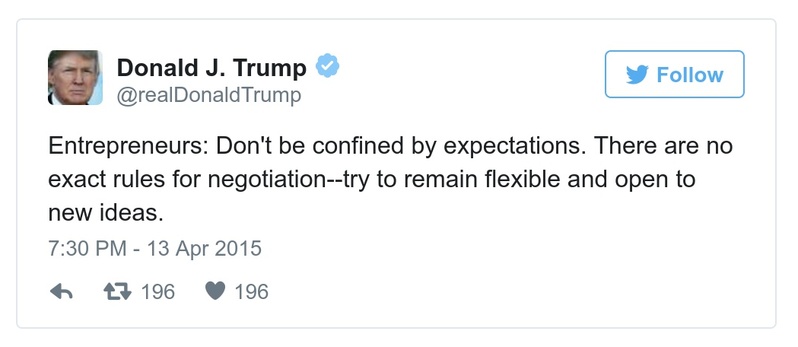 Donald J. Trump
@realDonaldTrump
Follow
Entrepreneurs: Don't be confined by expectations. There are no
exact rules for negotiation--try to remain flexible and open to
new ideas.
7:30 PM - 13 Apr 2015
196 196